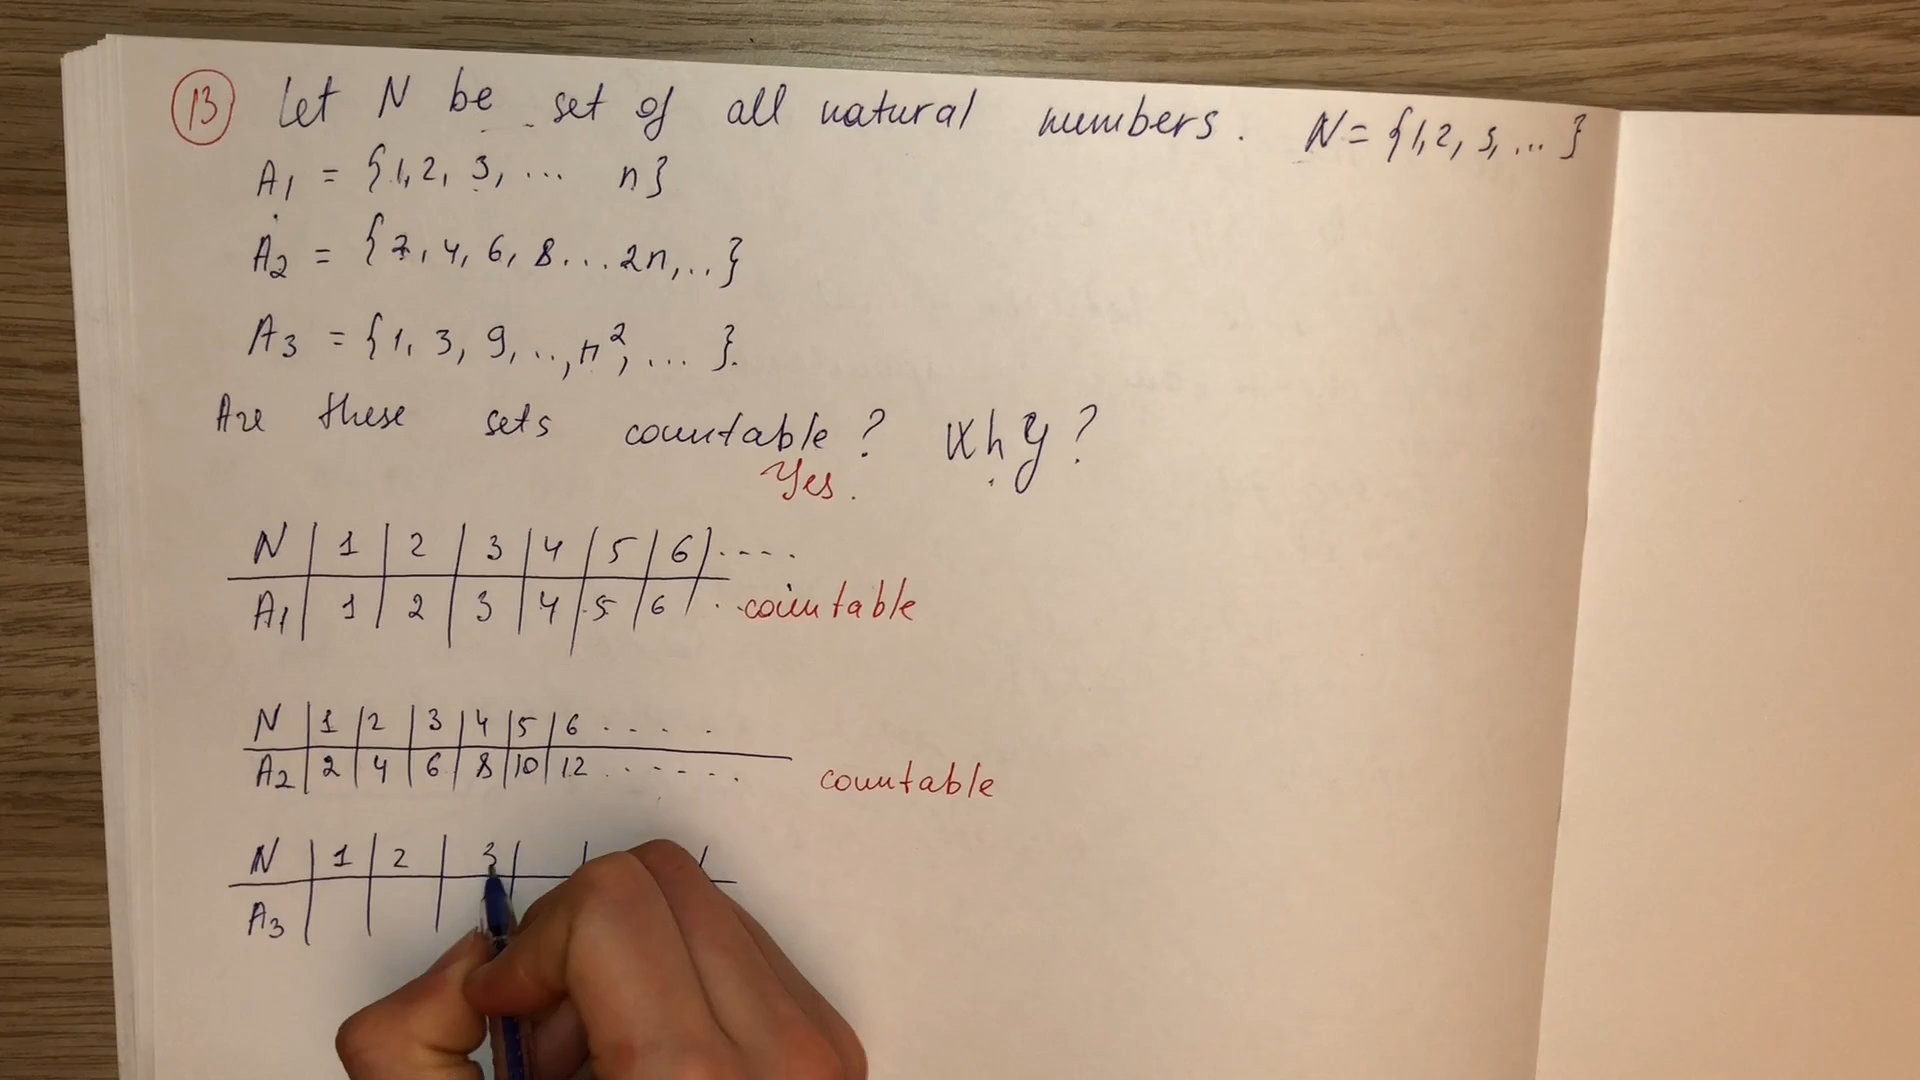 13 Let N be set of all natural numbers. N = {1, 2, 3, ... }
A1 = {1, 2, 3, ... n}
A2 = {2, 4, 6, 8 ... 2n, .. }
A3 = {1, 3, 9, .., n², ... }.
Are these sets countable? Why?
Yes.
N | 1 | 2 | 3 | 4 | 5 | 6 | ....
A1 | 1 | 2 | 3 | 4 | 5 | 6 | .. countable
N | 1 | 2 | 3 | 4 | 5 | 6 . . . .
A2 | 2 | 4 | 6 | 8 | 10 | 12 . . . . . . countable
N | 1 | 2 | 3 |
A3